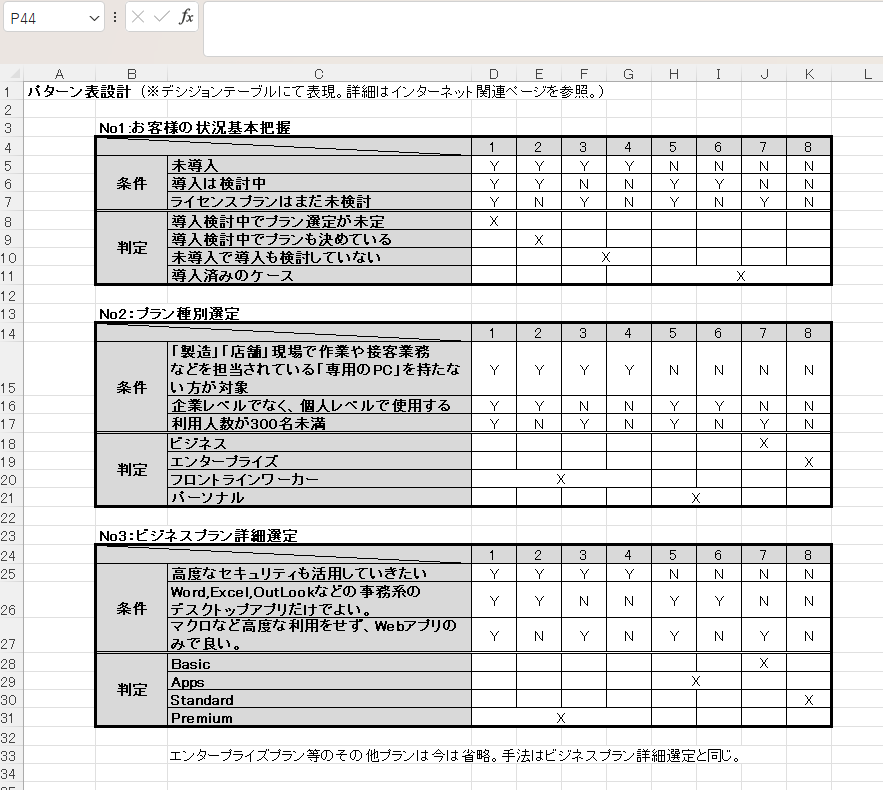 P44 fx
A B C D E F G H I J K L
1 パターン表設計（※デシジョンテーブルにて表現。詳細はインターネット関連ページを参照。）
2
3 No1:お客様の状況基本把握
4 1 2 3 4 5 6 7 8
5 未導入 Y Y Y Y N N N N
6 条件 導入は検討中 Y Y N N Y Y N N
7 ライセンスプランはまだ未検討 Y N Y N Y N Y N
8 導入検討中でプラン選定が未定 X
9 判定 導入検討中でプランも決めている X
10 未導入で導入も検討していない X
11 導入済みのケース X
12
13 No2：プラン種別選定
14 1 2 3 4 5 6 7 8
「製造」「店舗」現場で作業や接客業務
などを担当されている「専用のPC」を持たな Y Y Y Y N N N N
15 条件 い方が対象
16 企業レベルでなく、個人レベルで使用する Y Y N N Y Y N N
17 利用人数が300名未満 Y N Y N Y N Y N
18 ビジネス X
19 判定 エンタープライズ X
20 フロントラインワーカー X
21 パーソナル X
22
23 No3：ビジネスプラン詳細選定
24 1 2 3 4 5 6 7 8
25 高度なセキュリティも活用していきたい Y Y Y Y N N N N
条件 Word,Excel,OutLookなどの事務系の Y Y N N Y Y N N
26 デスクトップアプリだけでよい。
マクロなど高度な利用をせず、Webアプリの Y N Y N Y N Y N
27 みで良い。
28 Basic X
29 判定 Apps X
30 Standard X
31 Premium X
32
33 エンタープライズプラン等のその他プランは今は省略。手法はビジネスプラン詳細選定と同じ。
34